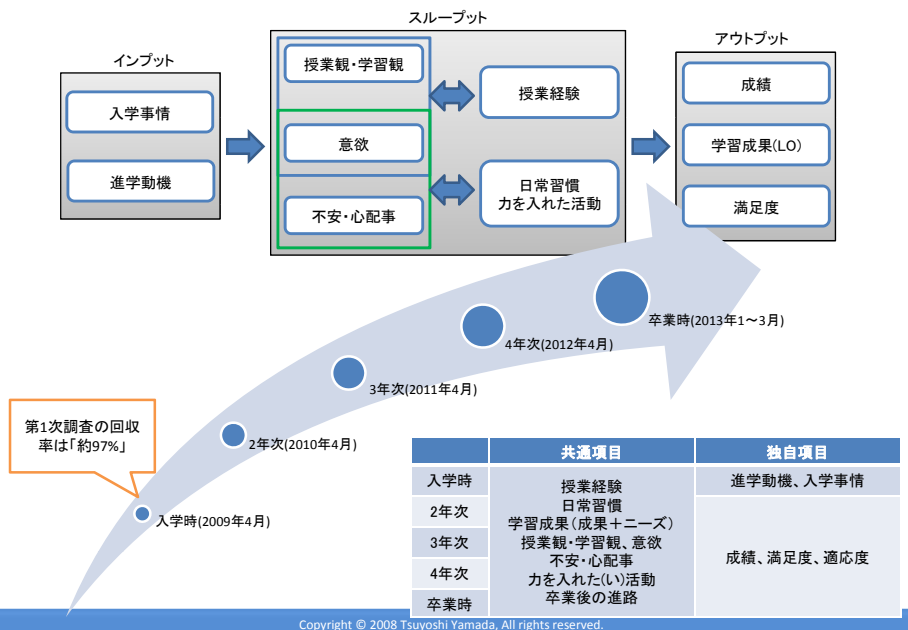 スループット
インプット
アウトプット
入学事情
進学動機
授業観・学習観
意欲
不安・心配事
授業経験
日常習慣
力を入れた活動
成績
学習成果(LO)
満足度
卒業時(2013年1～3月)
4年次(2012年4月)
3年次(2011年4月)
2年次(2010年4月)
入学時(2009年4月)
第1次調査の回収
率は「約97%」
共通項目
独自項目
入学時
2年次
3年次
4年次
卒業時
授業経験
日常習慣
学習成果(成果＋ニーズ)
授業観・学習観、意欲
不安・心配事
力を入れた(い)活動
卒業後の進路
進学動機、入学事情
成績、満足度、適応度
Copyright © 2008 Tsuyoshi Yamada, All rights reserved.